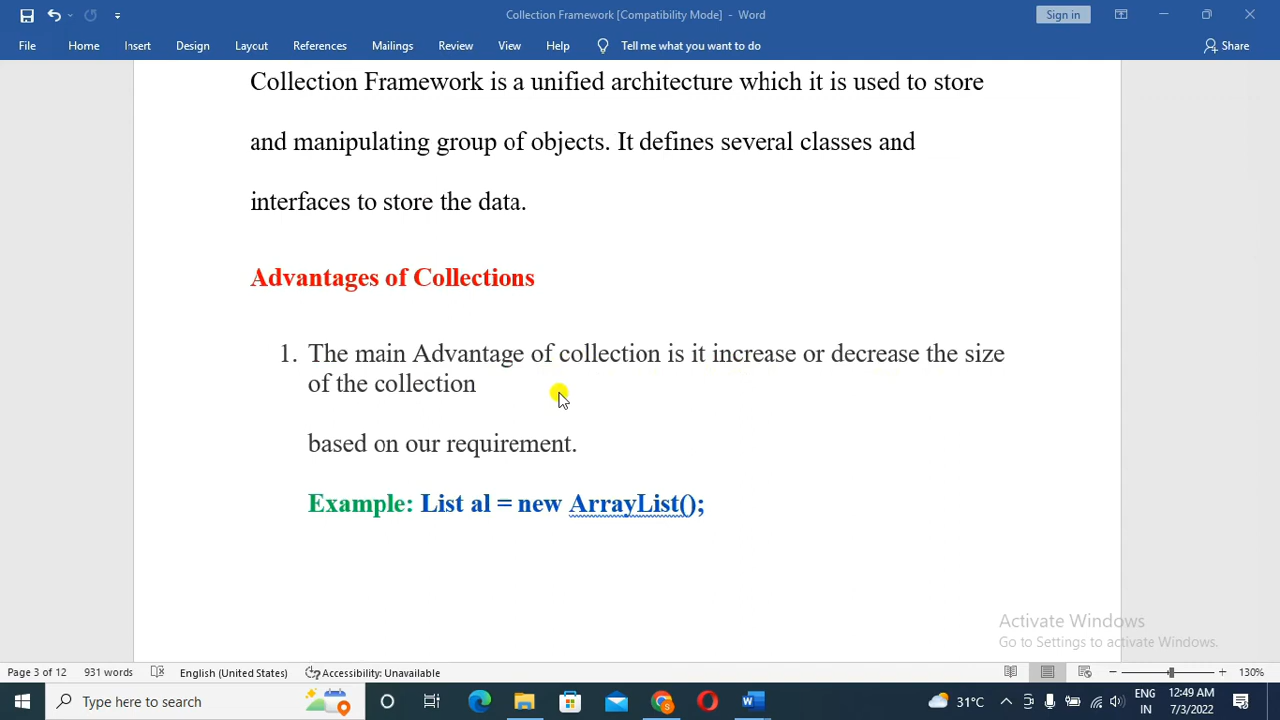 Collection Framework [Compatibility Mode] - Word
Sign in
File Home Insert Design Layout References Mailings Review View Help Tell me what you want to do Share
Collection Framework is a unified architecture which it is used to store
and manipulating group of objects. It defines several classes and
interfaces to store the data.
Advantages of Collections
1. The main Advantage of collection is it increase or decrease the size
of the collection
based on our requirement.
Example: List al = new ArrayList();
Activate Windows
Go to Settings to activate Windows.
Page 3 of 12 931 words English (United States) Accessibility: Unavailable 130%
Type here to search 31°C ENG IN 12:49 AM 7/3/2022